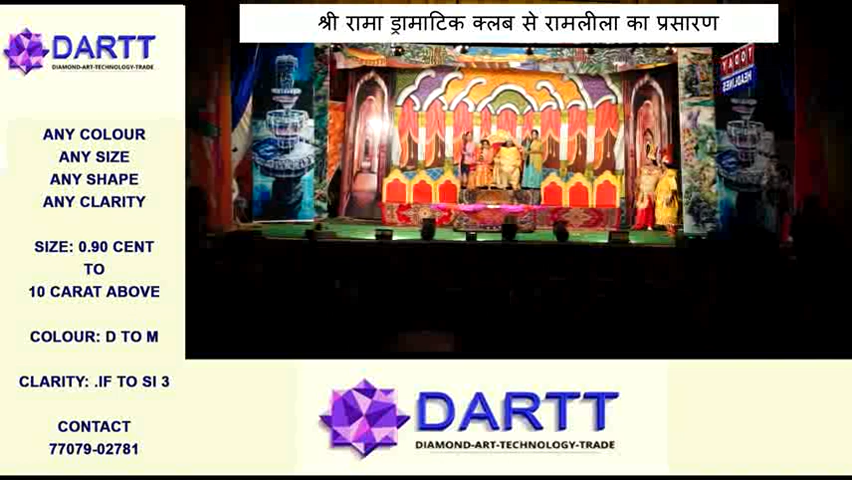 श्री रामा ड्रामाटिक क्लब से रामलीला का प्रसारण
DARTT
DIAMOND-ART-TECHNOLOGY-TRADE
ANY COLOUR
ANY SIZE
ANY SHAPE
ANY CLARITY
SIZE: 0.90 CENT
TO
10 CARAT ABOVE
COLOUR: D TO M
CLARITY: .IF TO SI 3
CONTACT
77079-02781
TODAY
HEADLINES
DARTT
DIAMOND-ART-TECHNOLOGY-TRADE